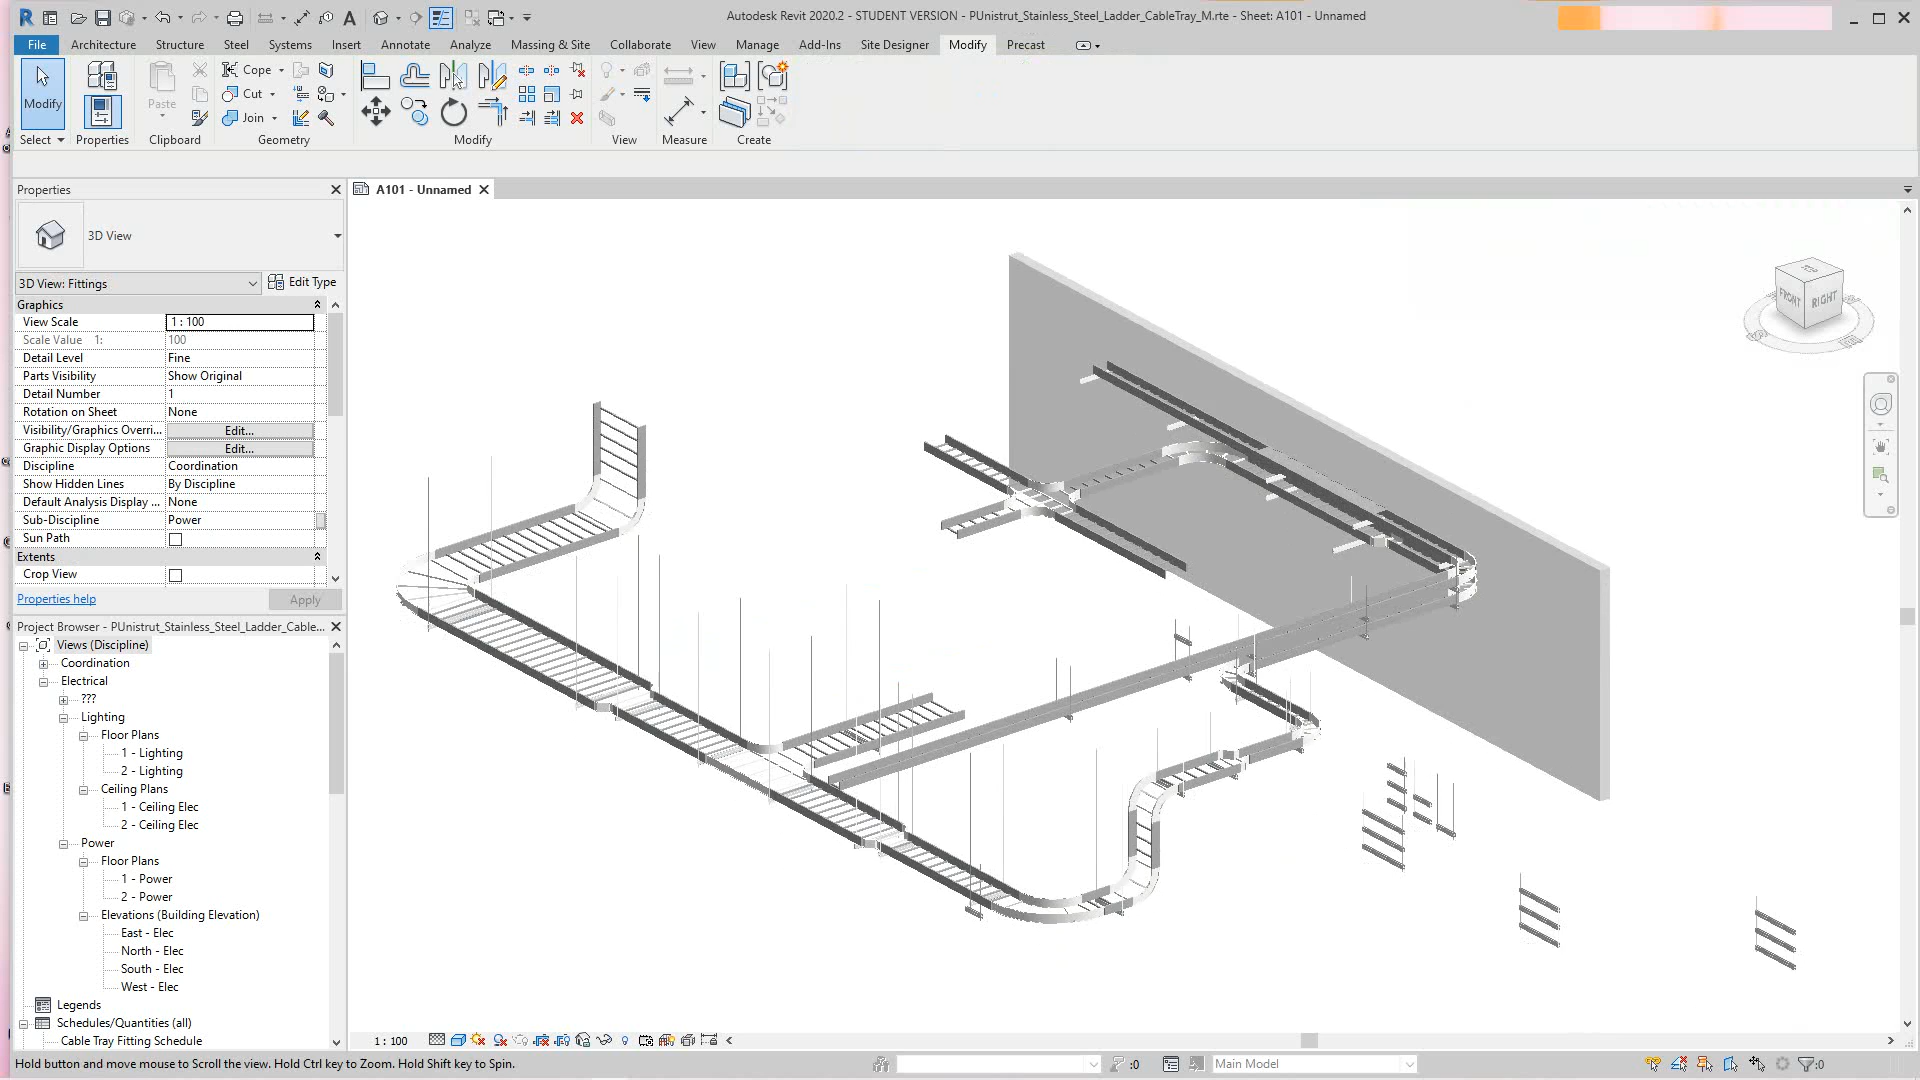 Autodesk Revit 2020.2 - STUDENT VERSION - PUnistrut_Stainless_Steel_Ladder_CableTray_M.rte - Sheet: A101 - Unnamed
File Architecture Structure Steel Systems Insert Annotate Analyze Massing & Site Collaborate View Manage Add-Ins Site Designer Modify Precast
Modify
Paste
Cope
Cut
Join
Select Properties Clipboard Geometry Modify View Measure Create
Properties
A101 - Unnamed
3D View
3D View: Fittings
Edit Type
Graphics
View Scale 1 : 100
Scale Value 1: 100
Detail Level Fine
Parts Visibility Show Original
Detail Number 1
Rotation on Sheet None
Visibility/Graphics Overri... Edit...
Graphic Display Options Edit...
Discipline Coordination
Show Hidden Lines By Discipline
Default Analysis Display ... None
Sub-Discipline Power
Sun Path
Extents
Crop View
Properties help Apply
TOP
FRONT
RIGHT
Project Browser - PUnistrut_Stainless_Steel_Ladder_Cable...
Views (Discipline)
Coordination
Electrical
???
Lighting
Floor Plans
1 - Lighting
2 - Lighting
Ceiling Plans
1 - Ceiling Elec
2 - Ceiling Elec
Power
Floor Plans
1 - Power
2 - Power
Elevations (Building Elevation)
East - Elec
North - Elec
South - Elec
West - Elec
Legends
Schedules/Quantities (all)
Cable Tray Fitting Schedule
1 : 100
Hold button and move mouse to Scroll the view. Hold Ctrl key to Zoom. Hold Shift key to Spin.
:0
Main Model
:0